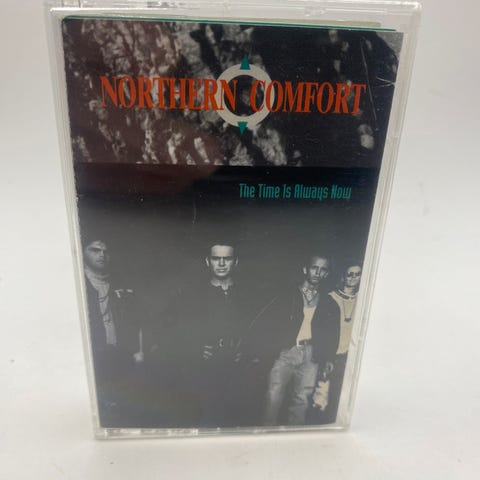 NORTHERN COMFORT
The Time Is Always Now